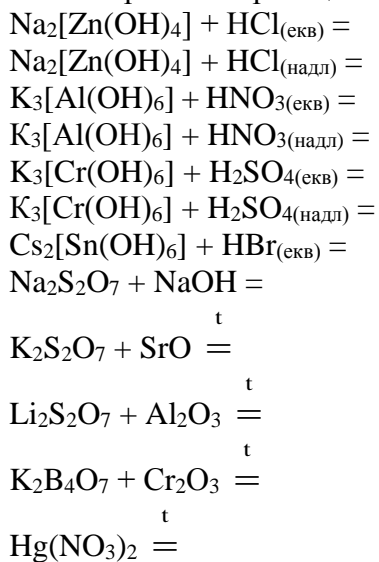 Na₂[Zn(OH)₄] + HCl₍екв₎ =
Na₂[Zn(OH)₄] + HCl₍надл₎ =
K₃[Al(OH)₆] + HNO₃₍екв₎ =
K₃[Al(OH)₆] + HNO₃₍надл₎ =
K₃[Cr(OH)₆] + H₂SO₄₍екв₎ =
K₃[Cr(OH)₆] + H₂SO₄₍надл₎ =
Cs₂[Sn(OH)₆] + HBr₍екв₎ =
Na₂S₂O₇ + NaOH =
t
K₂S₂O₇ + SrO =
t
Li₂S₂O₇ + Al₂O₃ =
t
K₂B₄O₇ + Cr₂O₃ =
t
Hg(NO₃)₂ =